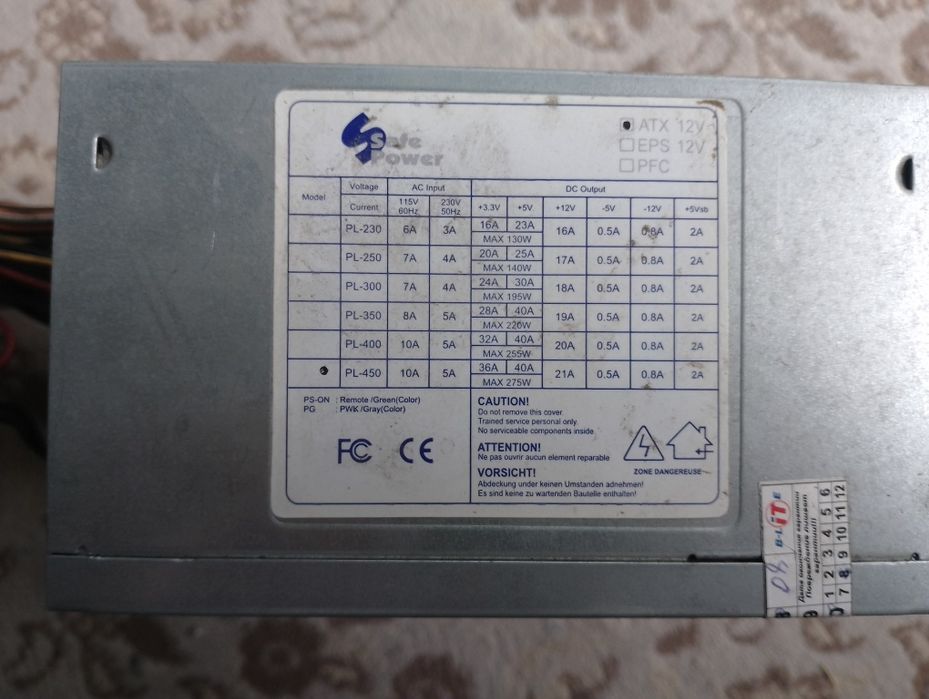 Safe
Power
ATX 12V
EPS 12V
PFC
Model Voltage AC Input DC Output
Current 115V 60Hz 230V 50Hz +3.3V +5V +12V -5V -12V +5Vsb
PL-230 6A 3A 16A 23A 16A 0.5A 0.8A 2A
MAX 130W
PL-250 7A 4A 20A 25A 17A 0.5A 0.8A 2A
MAX 140W
PL-300 7A 4A 24A 30A 18A 0.5A 0.8A 2A
MAX 195W
PL-350 8A 5A 28A 40A 19A 0.5A 0.8A 2A
MAX 220W
PL-400 10A 5A 32A 40A 20A 0.5A 0.8A 2A
MAX 255W
PL-450 10A 5A 36A 40A 21A 0.5A 0.8A 2A
MAX 275W
PS-ON : Remote /Green(Color)
PG : PWK /Gray(Color)
FC CE
CAUTION!
Do not remove this cover.
Trained service personal only.
No serviceable components inside.
ATTENTION!
Ne pas ouvrir aucun element reparable
VORSICHT!
Abdeckung unter keinen Umstanden adnehmen!
Es sind keine zu wartenden Bauteile enthalten!
ZONE DANGEREUSE
B-LiTE
08
Дата окончания гарантии
Повреждение лишает
гарантии!!!
1 2 3 4 5 6
7 8 9 10 11 12